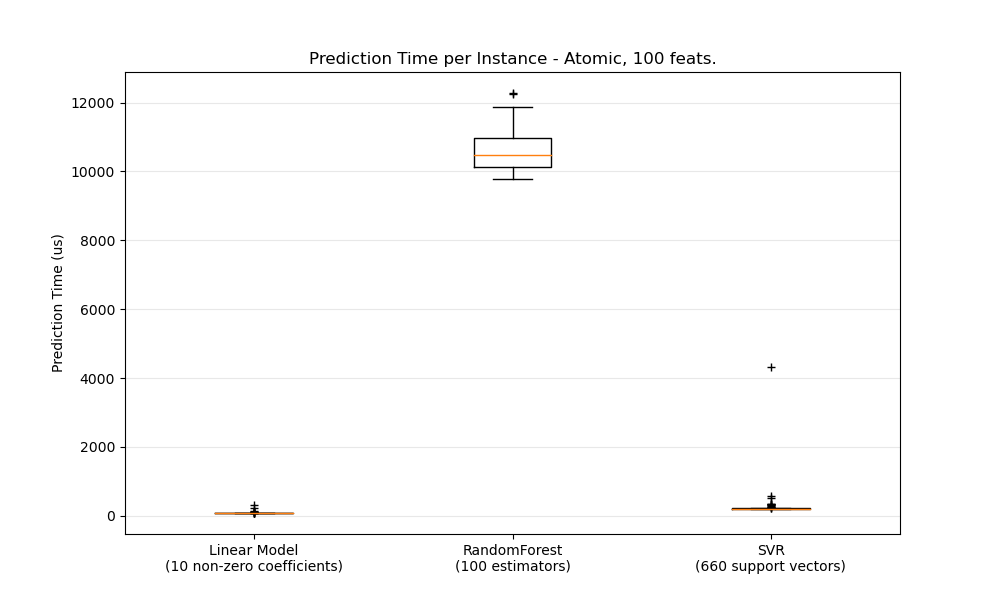 Prediction Time per Instance - Atomic, 100 feats.
Prediction Time (us)
12000
10000
8000
6000
4000
2000
0
Linear Model
(10 non-zero coefficients)
RandomForest
(100 estimators)
SVR
(660 support vectors)